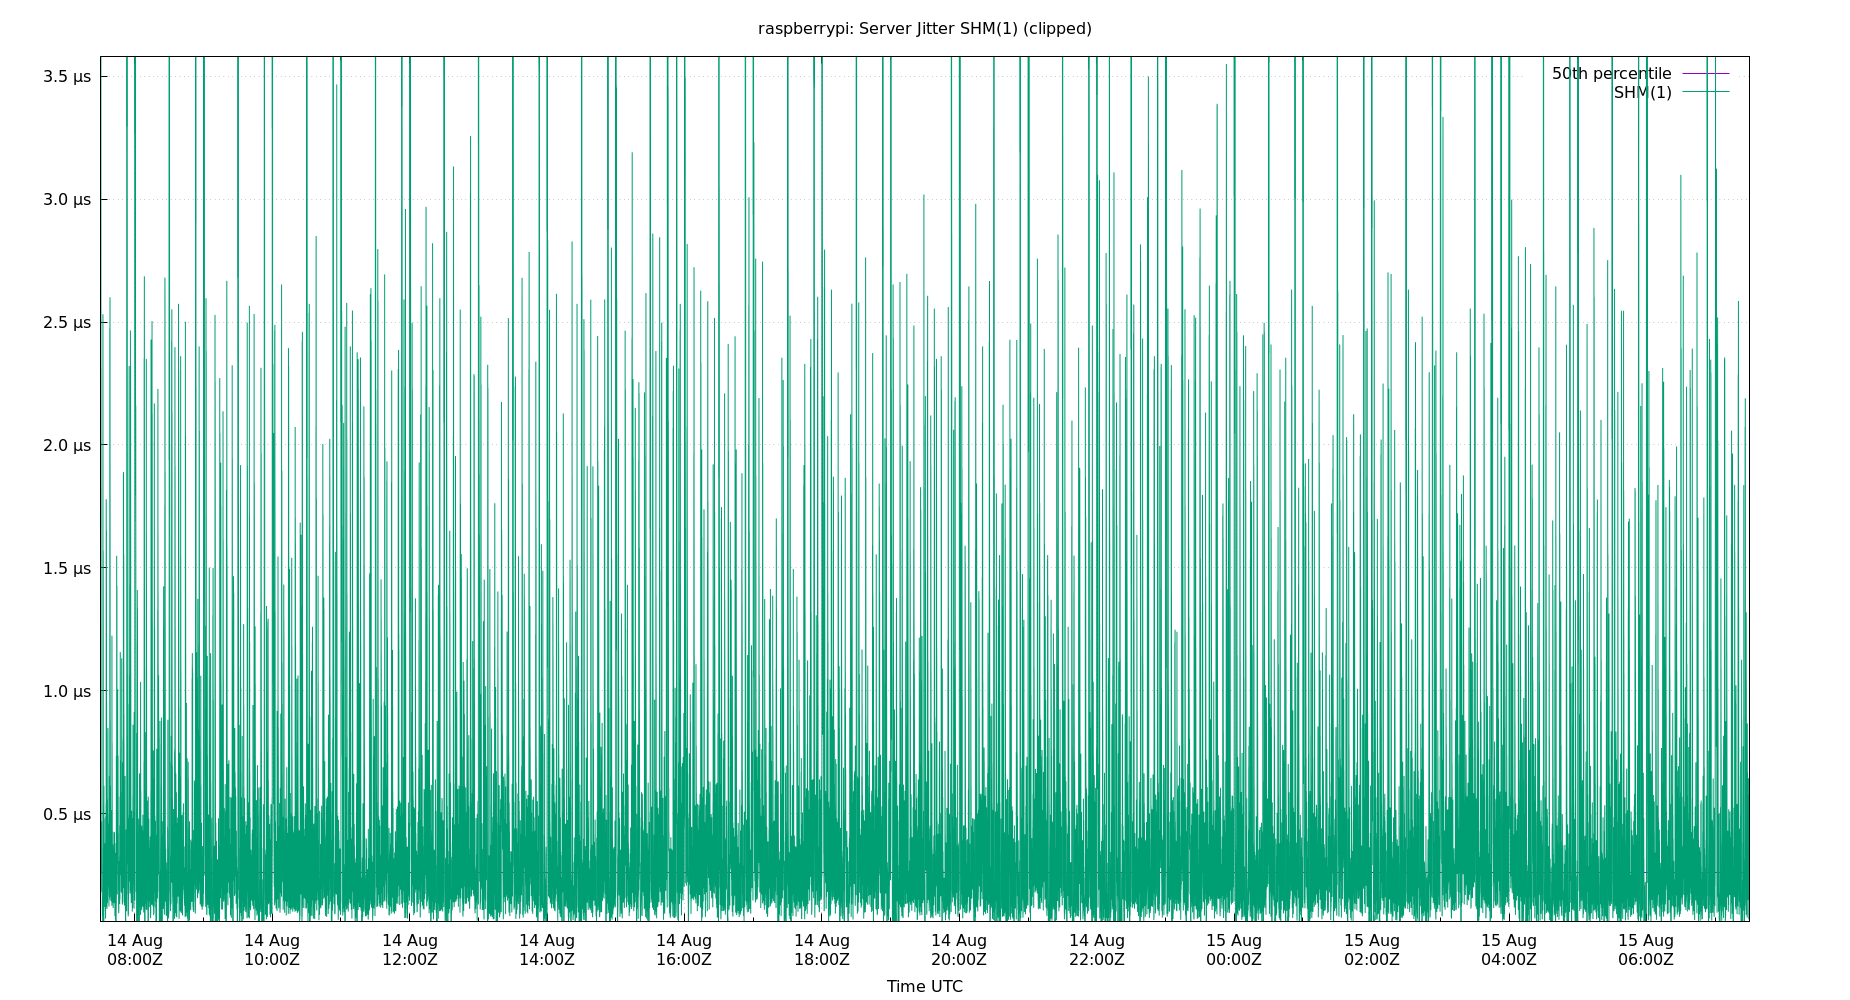 raspberrypi: Server Jitter SHM(1) (clipped)
3.5 µs
3.0 µs
2.5 µs
2.0 µs
1.5 µs
1.0 µs
0.5 µs
50th percentile
SHM(1)
14 Aug 14 Aug 14 Aug 14 Aug 14 Aug 14 Aug 14 Aug 14 Aug 15 Aug 15 Aug 15 Aug 15 Aug
08:00Z 10:00Z 12:00Z 14:00Z 16:00Z 18:00Z 20:00Z 22:00Z 00:00Z 02:00Z 04:00Z 06:00Z
Time UTC